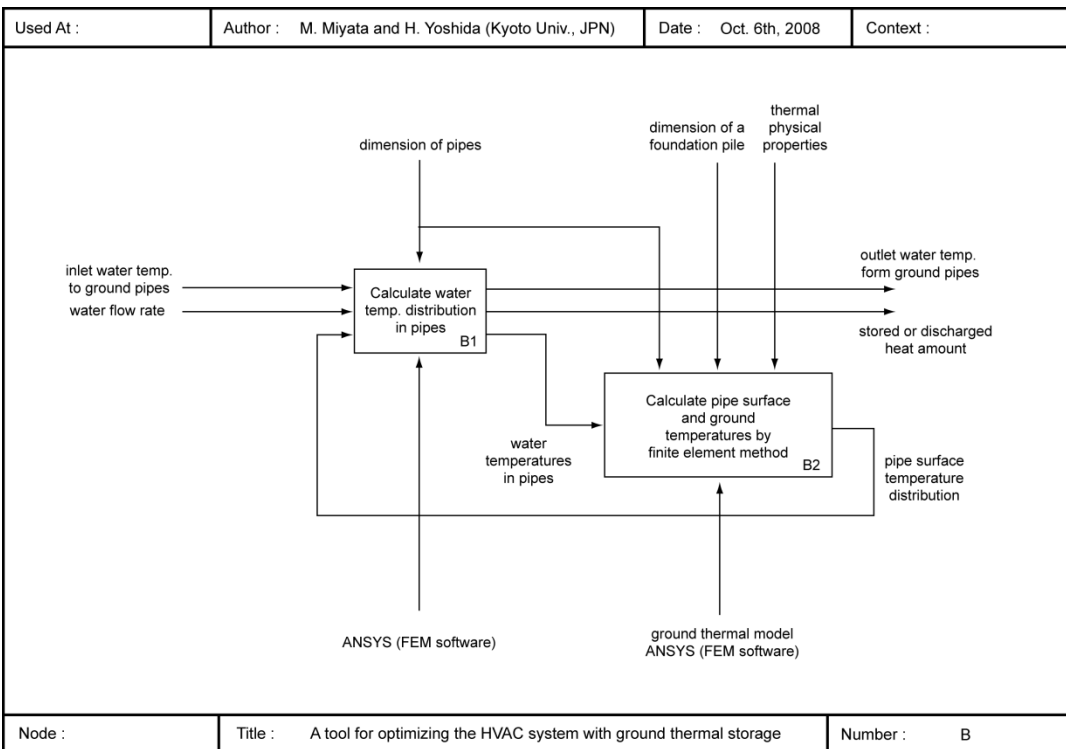 Used At :
Author : M. Miyata and H. Yoshida (Kyoto Univ., JPN)
Date : Oct. 6th, 2008
Context :
dimension of pipes
dimension of a
foundation pile
thermal
physical
properties
inlet water temp.
to ground pipes
water flow rate
Calculate water
temp. distribution
in pipes
B1
outlet water temp.
form ground pipes
stored or discharged
heat amount
Calculate pipe surface
and ground
temperatures by
finite element method
B2
water
temperatures
in pipes
pipe surface
temperature
distribution
ANSYS (FEM software)
ground thermal model
ANSYS (FEM software)
Node :
Title : A tool for optimizing the HVAC system with ground thermal storage
Number : B